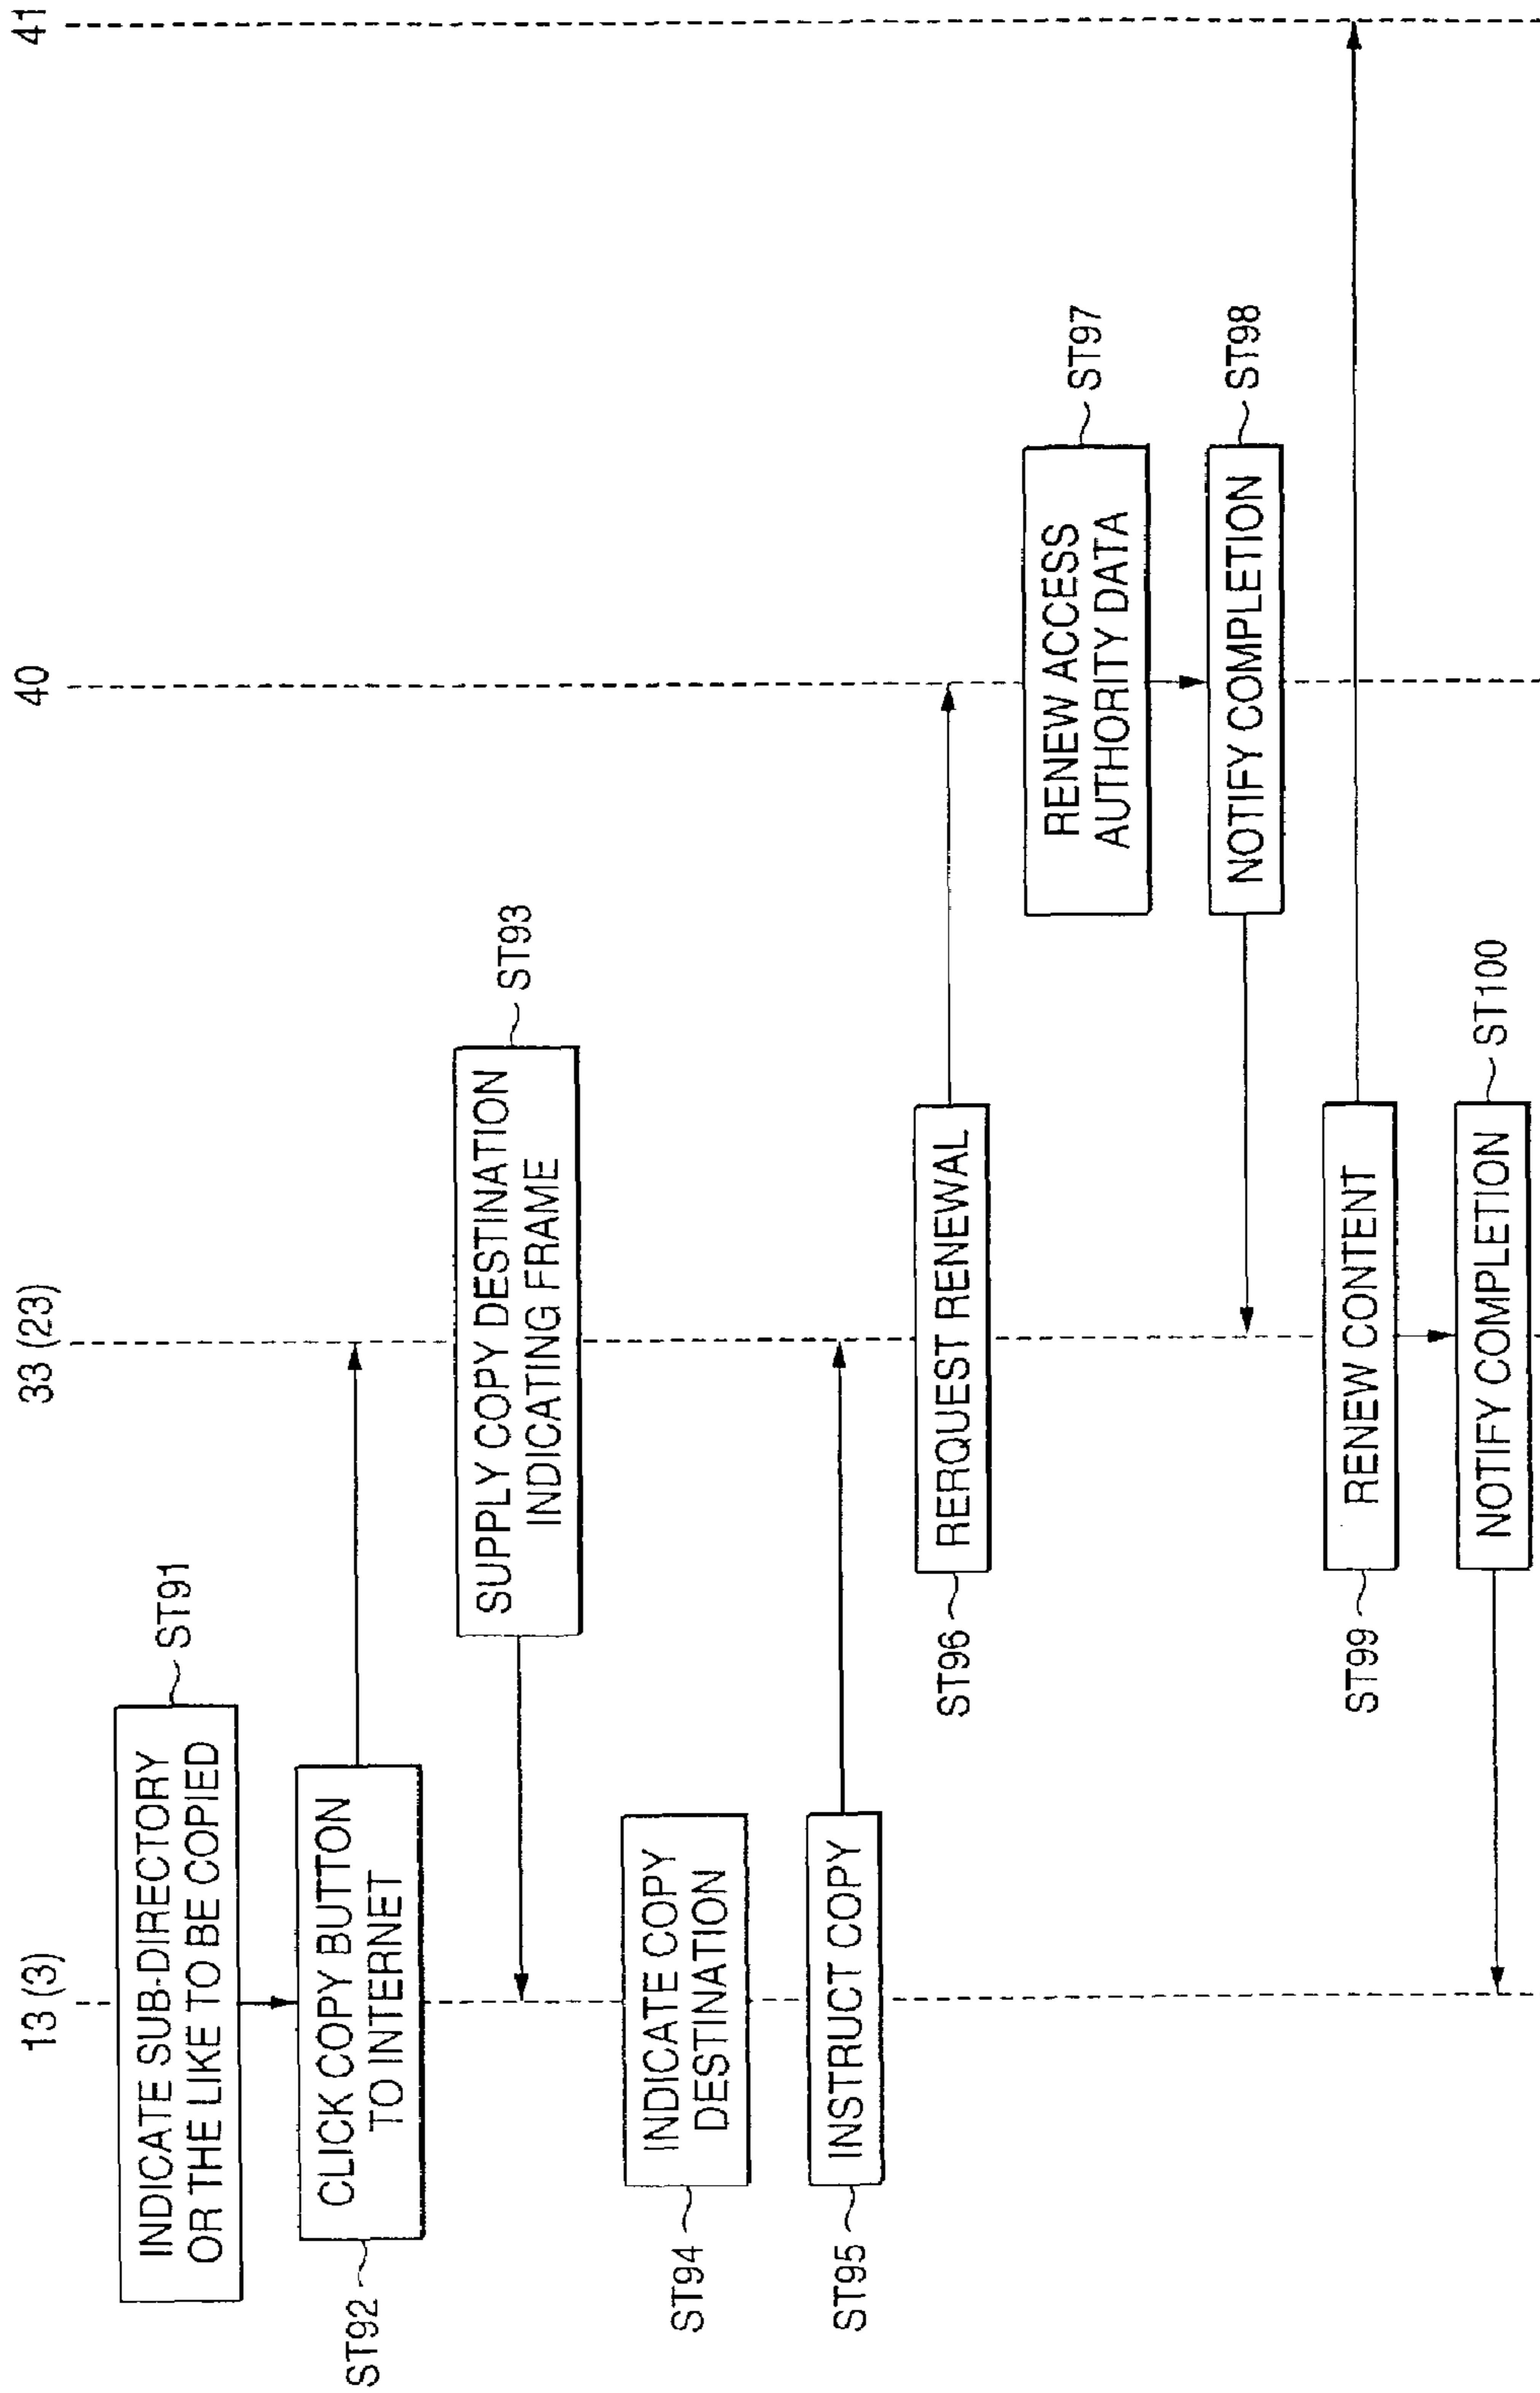 13 (3)
33 (23)
40
41
INDICATE SUB-DIRECTORY
OR THE LIKE TO BE COPIED
ST91
CLICK COPY BUTTON
TO INTERNET
ST92
SUPPLY COPY DESTINATION
INDICATING FRAME
ST93
INDICATE COPY
DESTINATION
ST94
INSTRUCT COPY
ST95
RERQUEST RENEWAL
ST96
RENEW ACCESS
AUTHORITY DATA
ST97
NOTIFY COMPLETION
ST98
RENEW CONTENT
ST99
NOTIFY COMPLETION
ST100